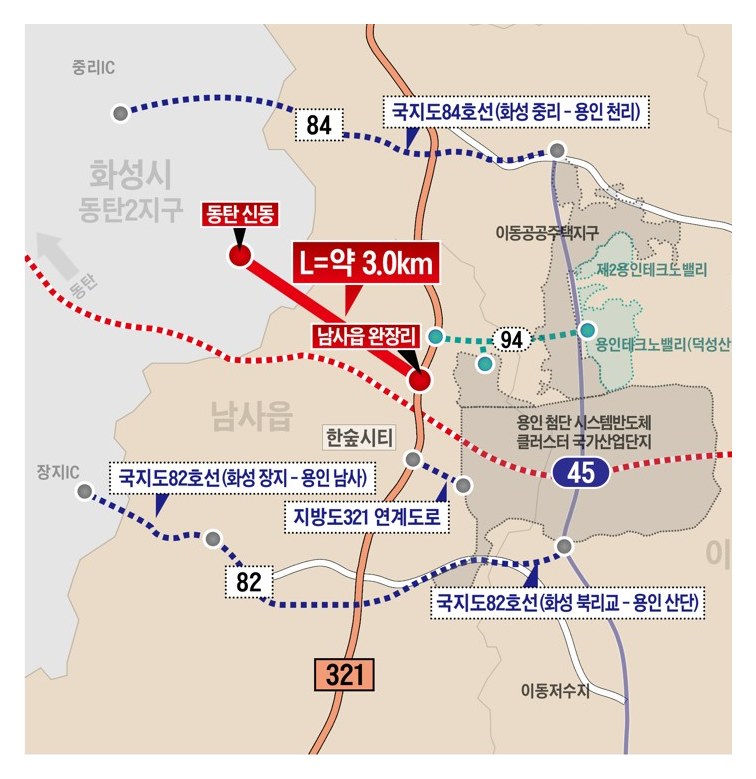 중리IC
84
국지도84호선(화성 중리 - 용인 천리)
화성시
동탄2지구
동탄 신동
이동공공주택지구
L=약 3.0km
제2용인테크노밸리
동탄
남사읍 완장리
94
용인테크노밸리(덕성산
남사읍
한숲시티
용인 첨단 시스템반도체
클러스터 국가산업단지
45
장지IC
국지도82호선(화성 장지 - 용인 남사)
지방도321 연계도로
이
82
국지도82호선(화성 북리교 - 용인 산단)
321
이동저수지